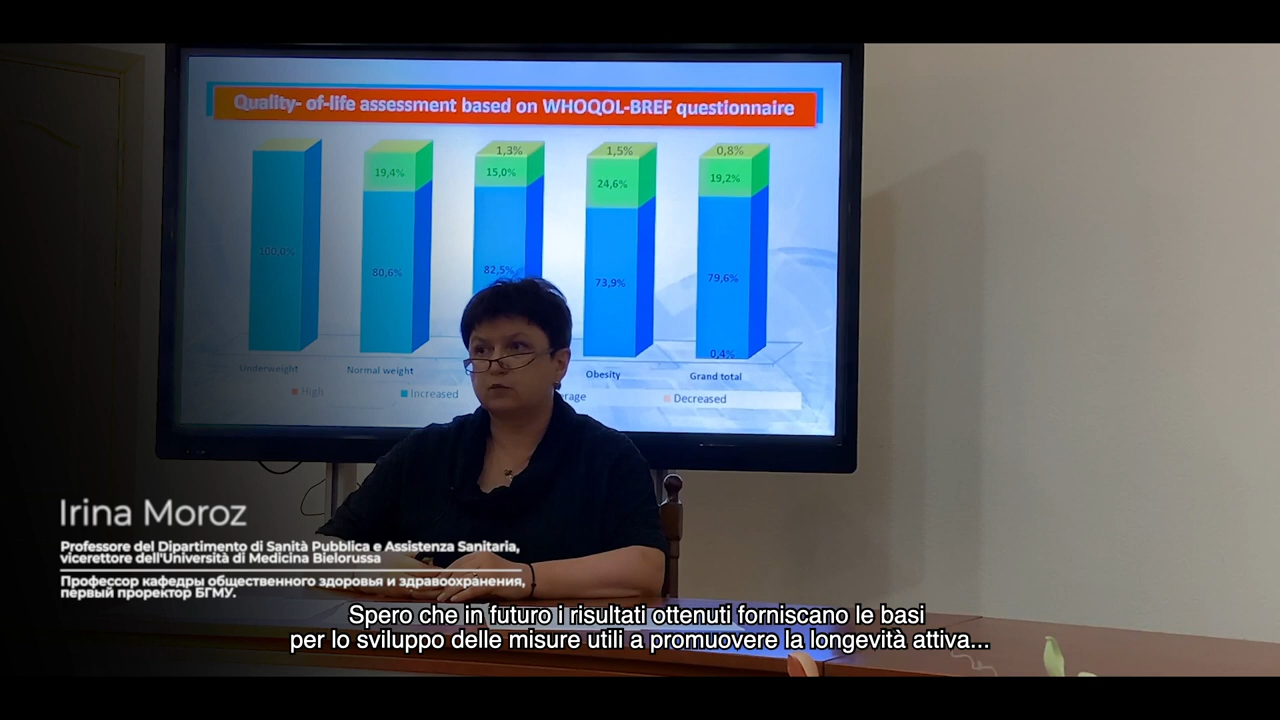 Quality- of-life assessment based on WHOQOL-BREF questionnaire
1,3% 1,5% 0,8%
19,4% 15,0% 24,6% 19,2%
100,0% 80,6% 82,5% 73,9% 79,6%
0,4%
Underweight Normal weight Obesity Grand total
High Increased Decreased
Irina Moroz
Professore del Dipartimento di Sanità Pubblica e Assistenza Sanitaria,
vicerettore dell'Università di Medicina Bielorussa
Профессор кафедры общественного здоровья и здравоохранения,
первый проректор БГМУ.
Spero che in futuro i risultati ottenuti forniscano le basi
per lo sviluppo delle misure utili a promuovere la longevità attiva...